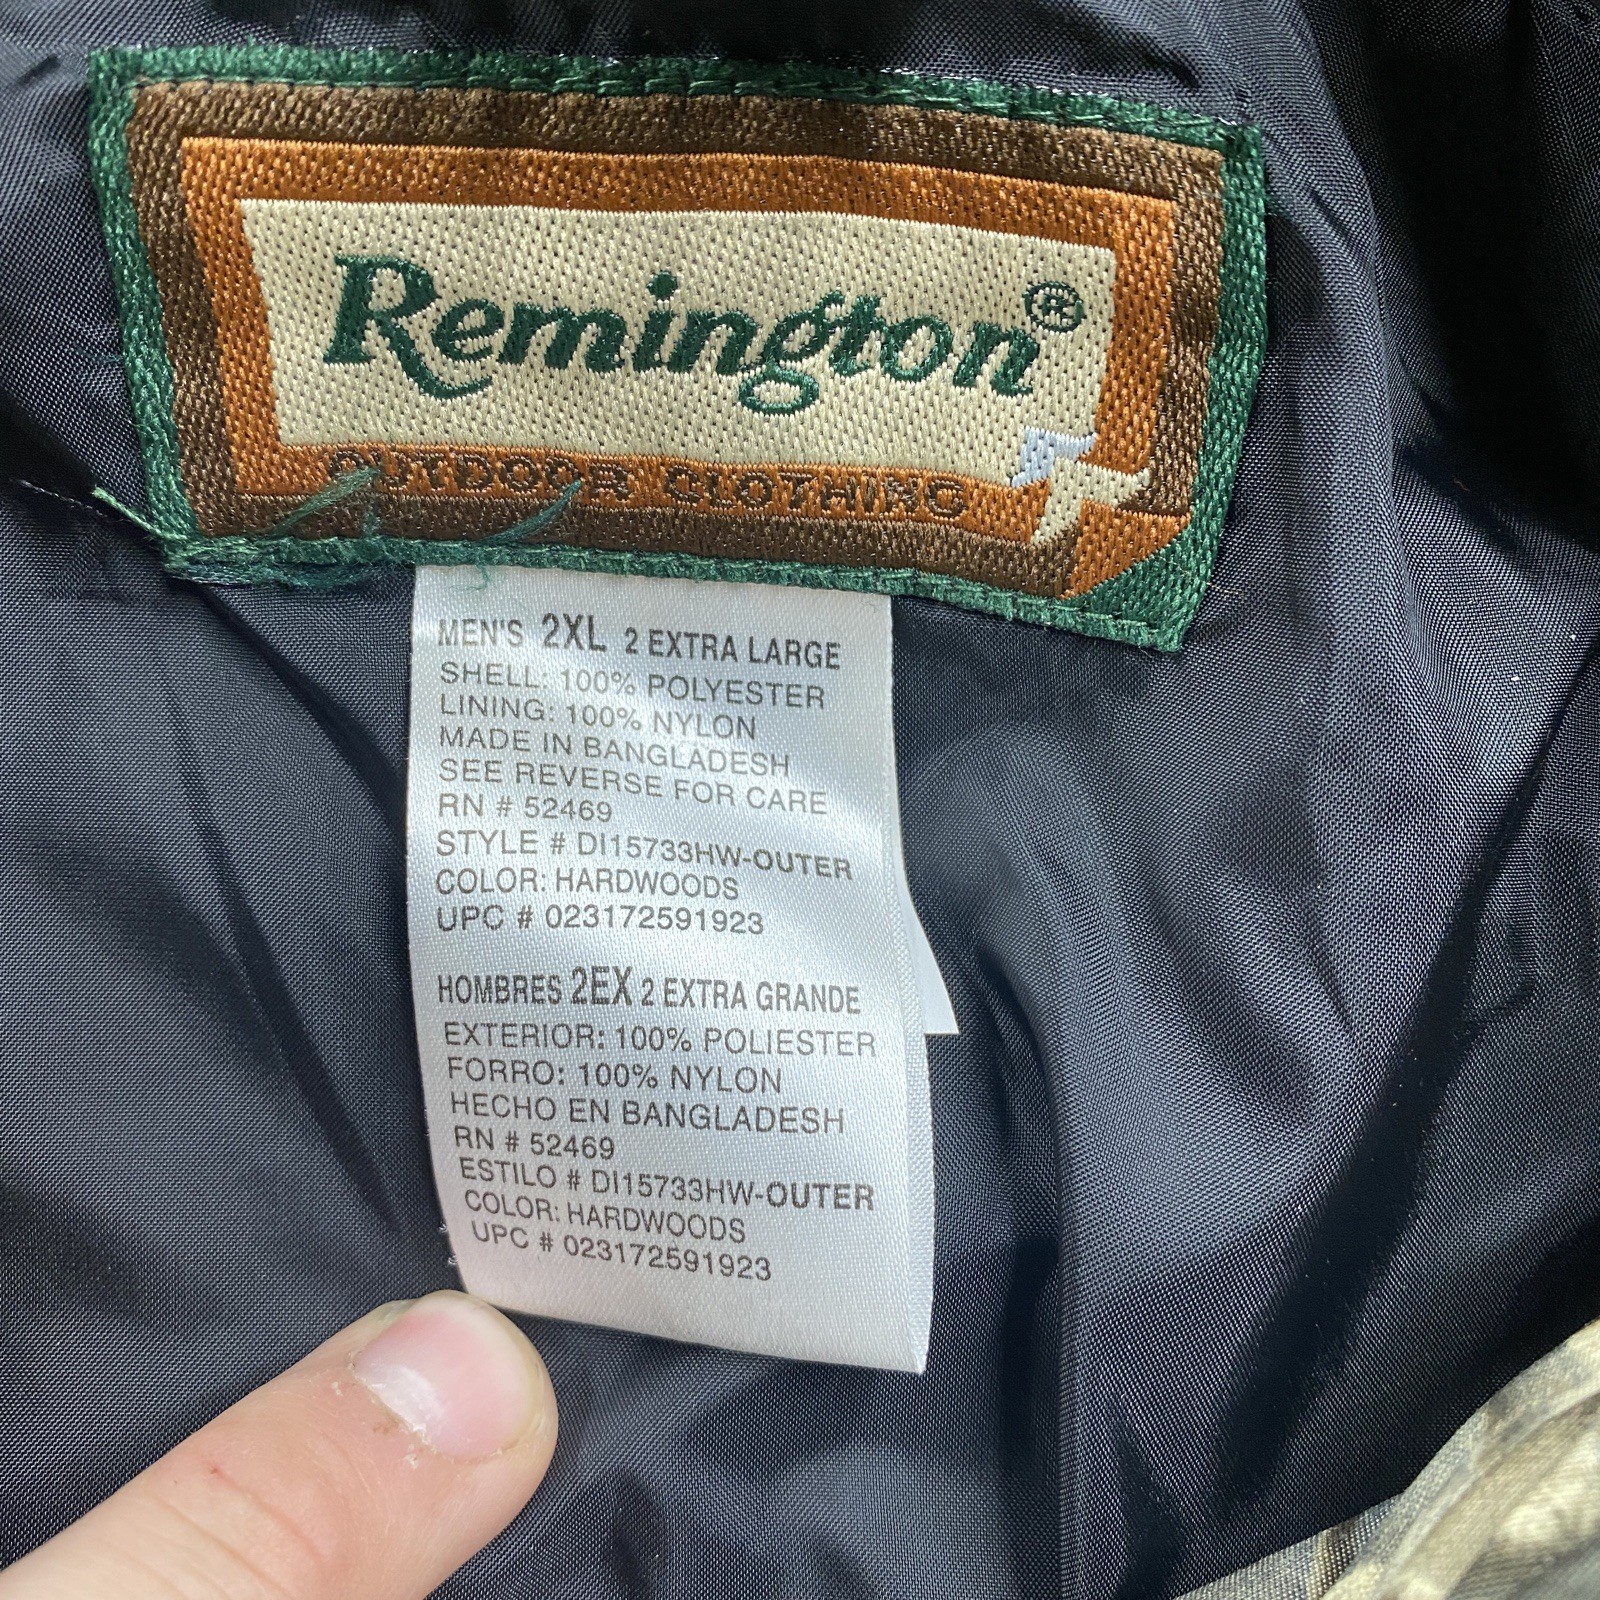 Remington®
OUTDOOR CLOTHING
MEN'S 2XL 2 EXTRA LARGE
SHELL: 100% POLYESTER
LINING: 100% NYLON
MADE IN BANGLADESH
SEE REVERSE FOR CARE
RN # 52469
STYLE # DI15733HW-OUTER
COLOR: HARDWOODS
UPC # 023172591923
HOMBRES 2EX 2 EXTRA GRANDE
EXTERIOR: 100% POLIESTER
FORRO: 100% NYLON
HECHO EN BANGLADESH
RN # 52469
ESTILO # DI15733HW-OUTER
COLOR: HARDWOODS
UPC # 023172591923